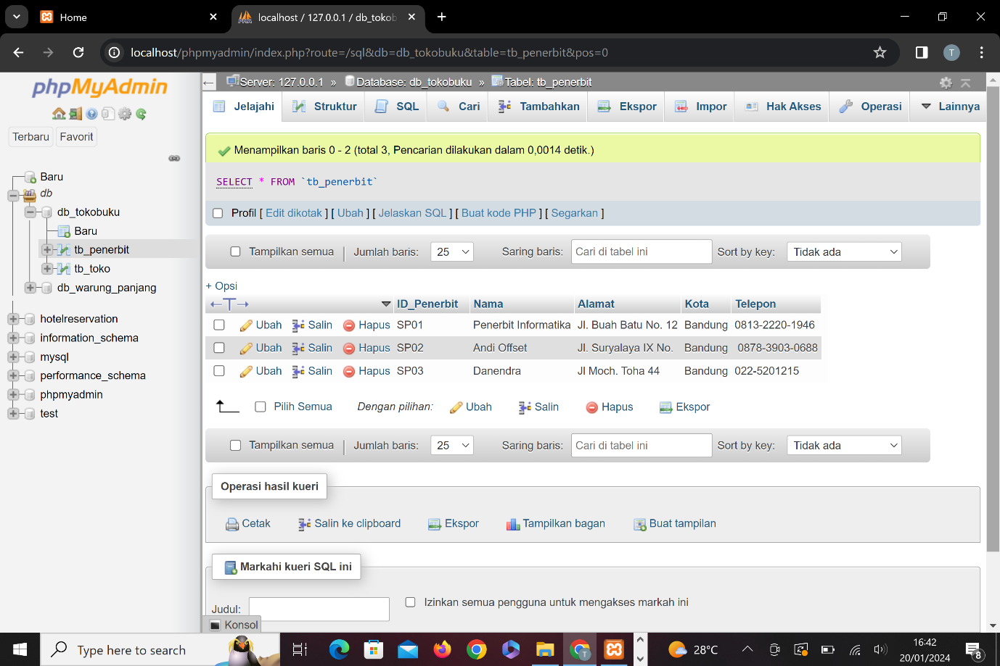 Home
localhost / 127.0.0.1 / db_tokob
localhost/phpmyadmin/index.php?route=/sql&db=db_tokobuku&table=tb_penerbit&pos=0
T
phpMyAdmin
Terbaru
Favorit
Baru
db
db_tokobuku
Baru
tb_penerbit
tb_toko
db_warung_panjang
hotelreservation
information_schema
mysql
performance_schema
phpmyadmin
test
Server: 127.0.0.1 » Database: db_tokobuku » Tabel: tb_penerbit
Jelajahi Struktur SQL Cari Tambahkan Ekspor Impor Hak Akses Operasi Lainnya
Menampilkan baris 0 - 2 (total 3, Pencarian dilakukan dalam 0,0014 detik.)
SELECT * FROM `tb_penerbit`
Profil [ Edit dikotak ] [ Ubah ] [ Jelaskan SQL ] [ Buat kode PHP ] [ Segarkan ]
Tampilkan semua | Jumlah baris: 25 Saring baris: Cari di tabel ini Sort by key: Tidak ada
+ Opsi
←T→ ID_Penerbit Nama Alamat Kota Telepon
Ubah Salin Hapus SP01 Penerbit Informatika Jl. Buah Batu No. 12 Bandung 0813-2220-1946
Ubah Salin Hapus SP02 Andi Offset Jl. Suryalaya IX No. Bandung 0878-3903-0688
Ubah Salin Hapus SP03 Danendra Jl Moch. Toha 44 Bandung 022-5201215
Pilih Semua Dengan pilihan: Ubah Salin Hapus Ekspor
Tampilkan semua | Jumlah baris: 25 Saring baris: Cari di tabel ini Sort by key: Tidak ada
Operasi hasil kueri
Cetak Salin ke clipboard Ekspor Tampilkan bagan Buat tampilan
Markahi kueri SQL ini
Judul: Izinkan semua pengguna untuk mengakses markah ini
Konsol
Type here to search
T
28°C
16:42
20/01/2024
8